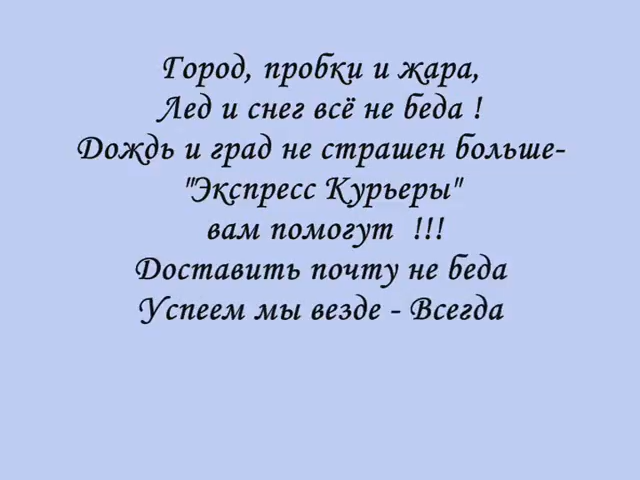 Город, пробки и жара,
Лед и снег всё не беда !
Дождь и град не страшен больше-
"Экспресс Курьеры"
вам помогут !!!
Доставить почту не беда
Успеем мы везде - Всегда